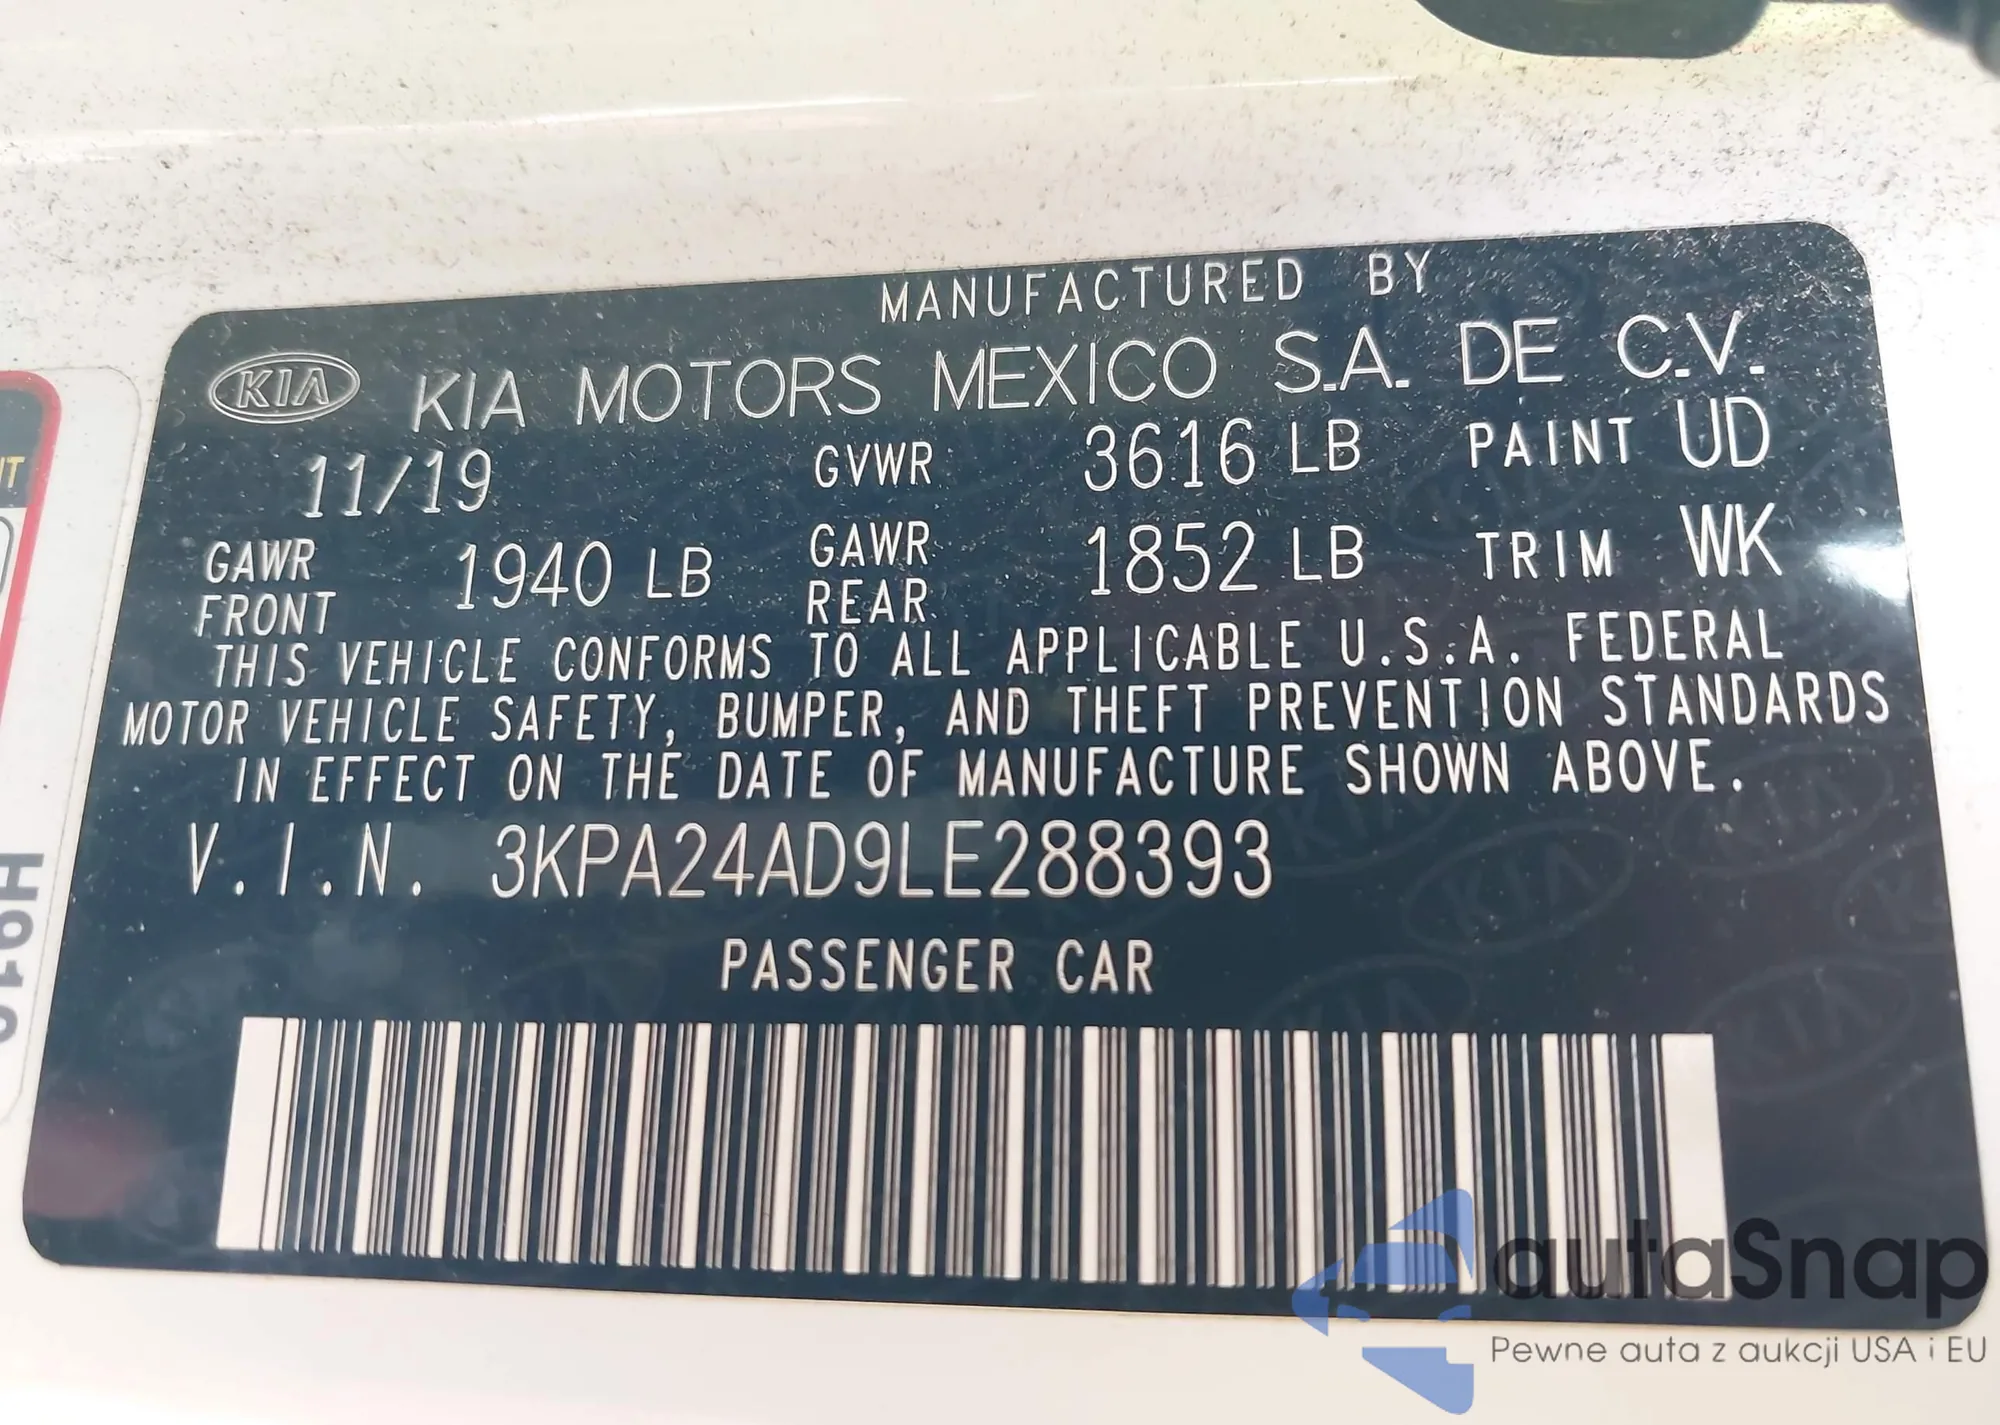 MANUFACTURED BY
KIA KIA MOTORS MEXICO S.A. DE C.V.
11/19 GVWR 3616 LB PAINT UD
GAWR FRONT 1940 LB GAWR REAR 1852 LB TRIM WK
THIS VEHICLE CONFORMS TO ALL APPLICABLE U.S.A. FEDERAL
MOTOR VEHICLE SAFETY, BUMPER, AND THEFT PREVENTION STANDARDS
IN EFFECT ON THE DATE OF MANUFACTURE SHOWN ABOVE.
V.I.N. 3KPA24AD9LE288393
PASSENGER CAR
autaSnap
Pewne auta z aukcji USA i EU